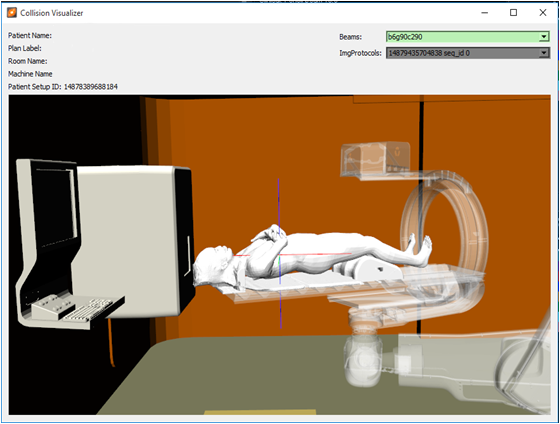 Collision Visualizer
Patient Name:
Plan Label:
Room Name:
Machine Name
Patient Setup ID: 14878389688184
Beams: b6g90c290
ImgProtocols: 14879435704838 seq_id 0